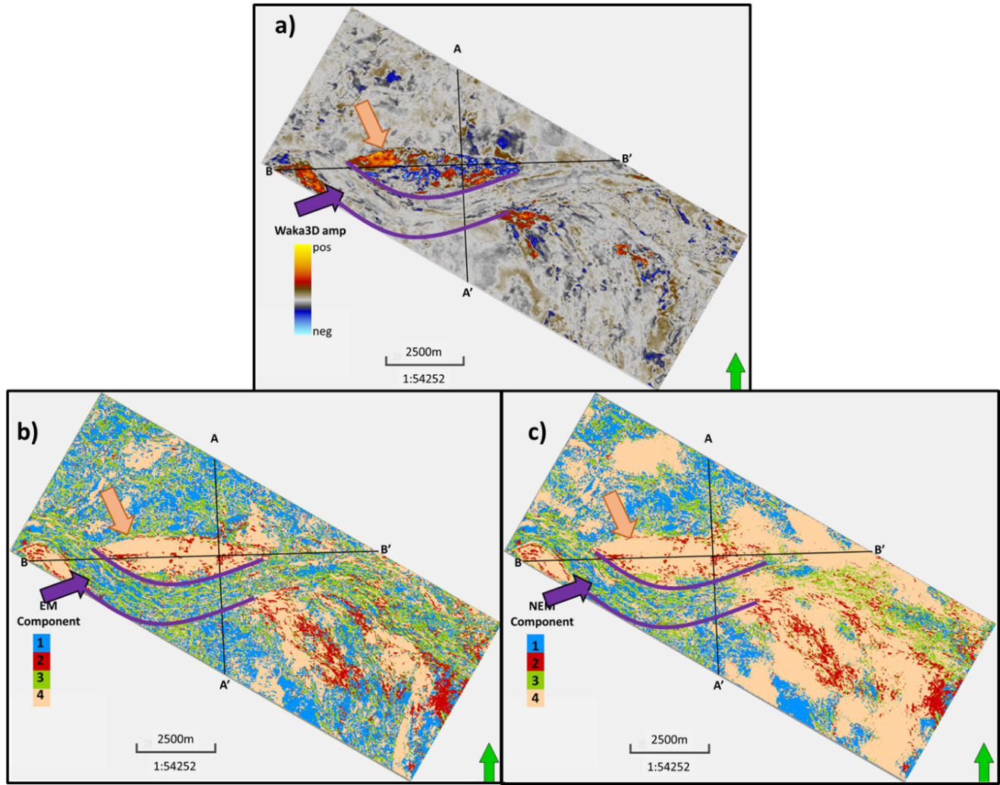 a)
A
B
B'
Waka3D amp
pos
neg
A'
2500m
1:54252
b)
A
B
B'
EM
Component
1
2
3
4
A'
2500m
1:54252
c)
A
B
B'
NEM
Component
1
2
3
4
A'
2500m
1:54252